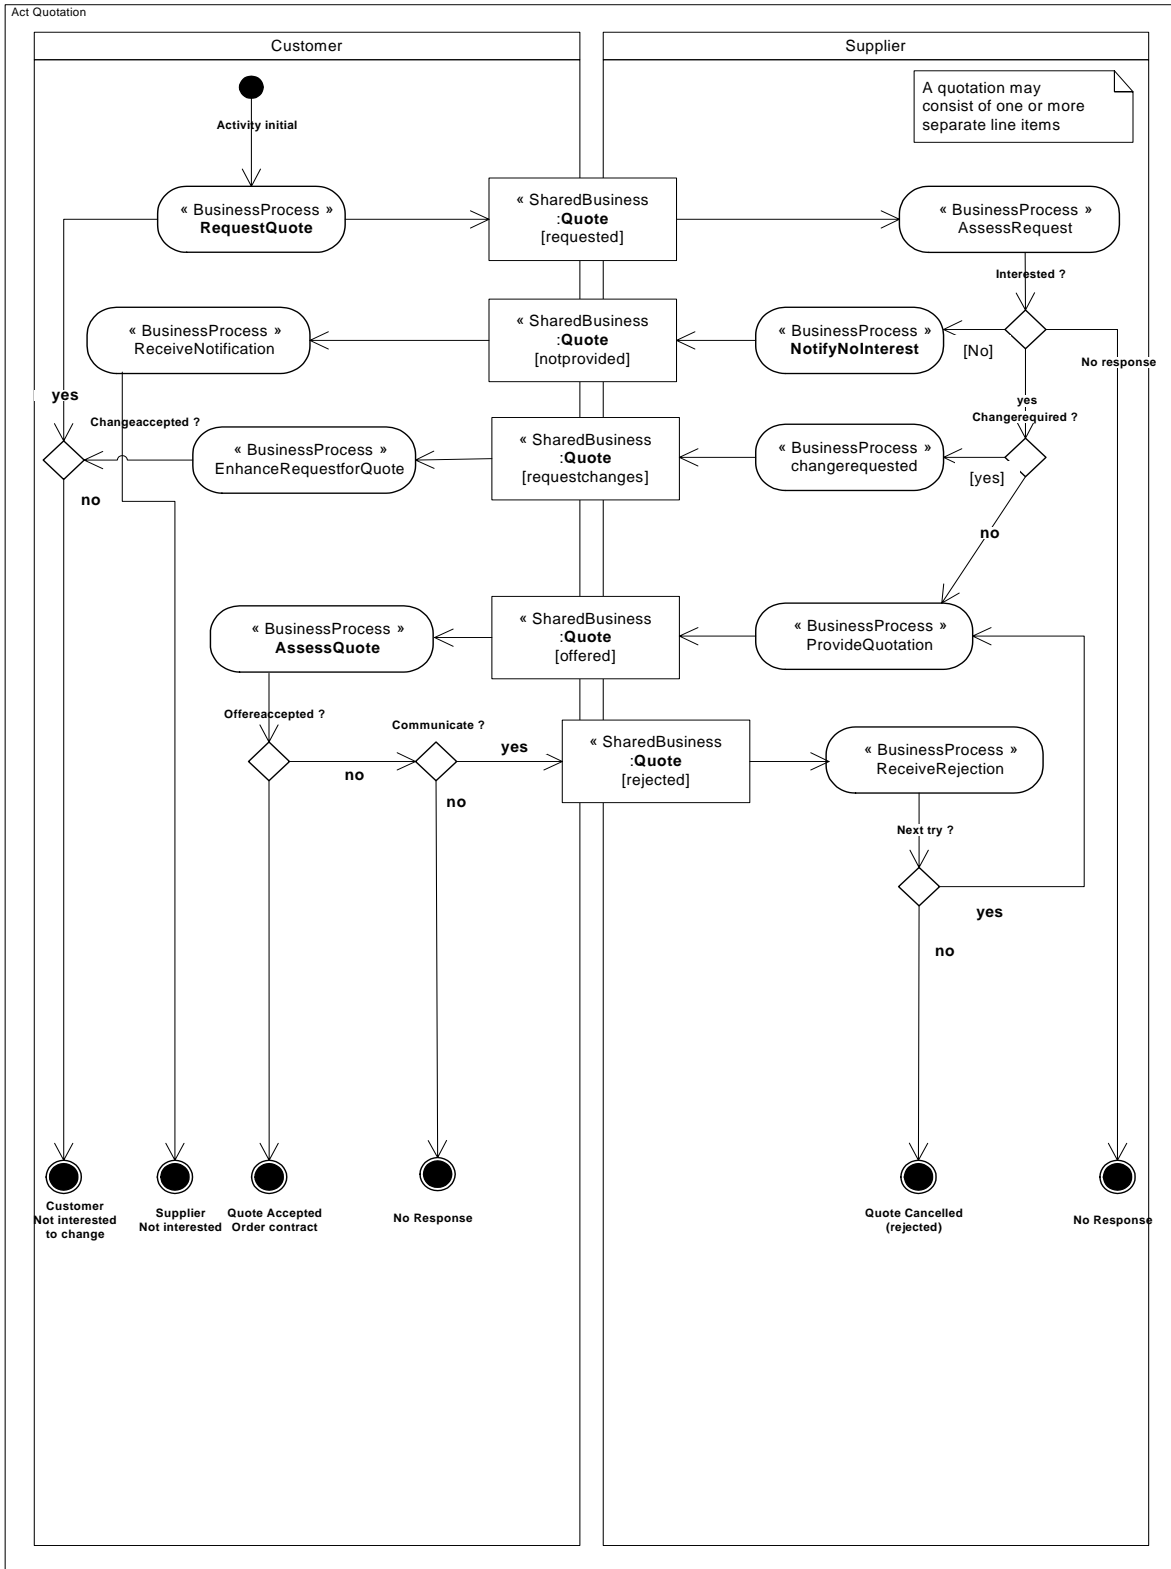 Act Quotation
Customer
Supplier
A quotation may
consist of one or more
separate line items
Activity initial
« BusinessProcess »
RequestQuote
« SharedBusiness
:Quote
[requested]
« BusinessProcess »
AssessRequest
Interested ?
« BusinessProcess »
ReceiveNotification
« SharedBusiness
:Quote
[notprovided]
« BusinessProcess »
NotifyNoInterest
[No]
No response
yes
Changeaccepted ?
yes
Changerequired ?
« BusinessProcess »
EnhanceRequestforQuote
« SharedBusiness
:Quote
[requestchanges]
« BusinessProcess »
changerequested
[yes]
no
no
« BusinessProcess »
AssessQuote
« SharedBusiness
:Quote
[offered]
« BusinessProcess »
ProvideQuotation
Offereaccepted ?
Communicate ?
no
yes
no
« SharedBusiness
:Quote
[rejected]
« BusinessProcess »
ReceiveRejection
Next try ?
yes
no
Customer
Not interested
to change
Supplier
Not interested
Quote Accepted
Order contract
No Response
Quote Cancelled
(rejected)
No Response